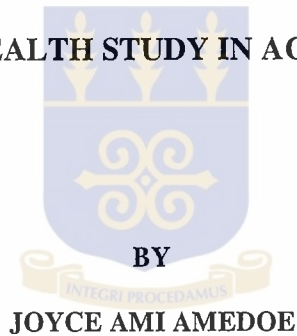 EALTH STUDY IN AC
BY
INTEGRI PROCEDAMUS
JOYCE AMI AMEDOE